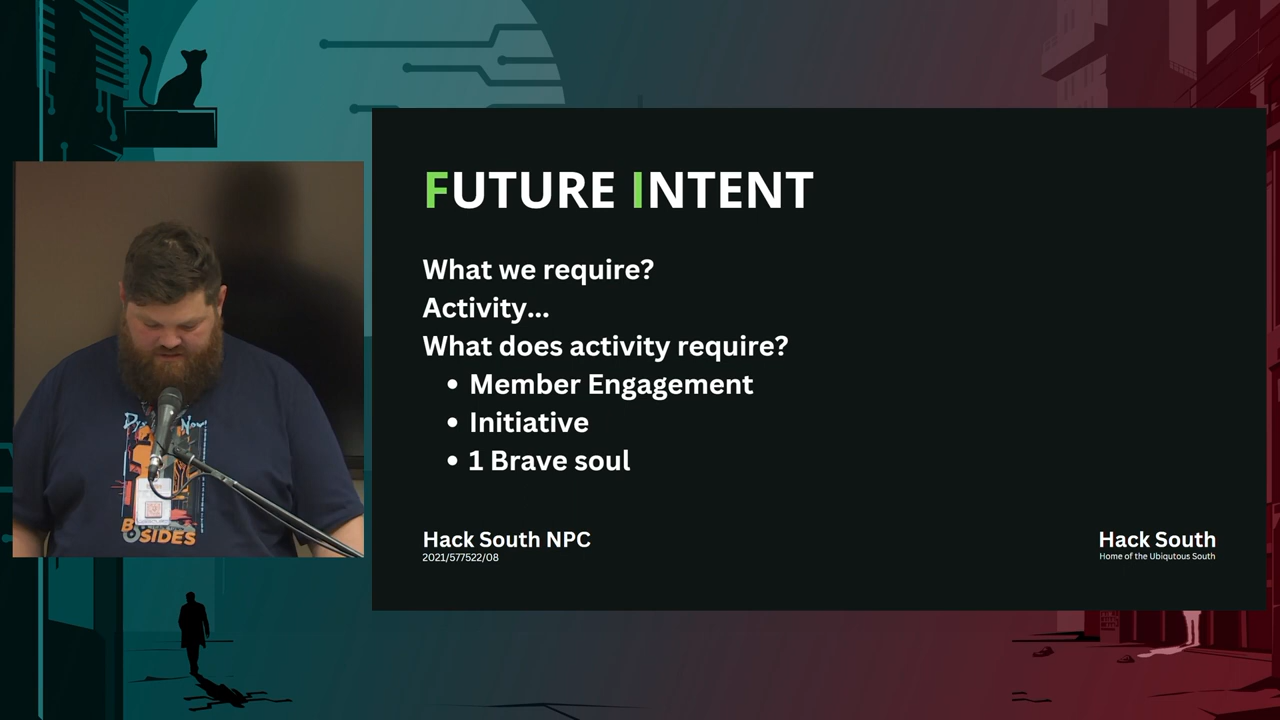 FUTURE INTENT
What we require?
Activity...
What does activity require?
• Member Engagement
• Initiative
• 1 Brave soul
Hack South NPC
2021/577522/08
Hack South
Home of the Ubiqutous South
BSIDES